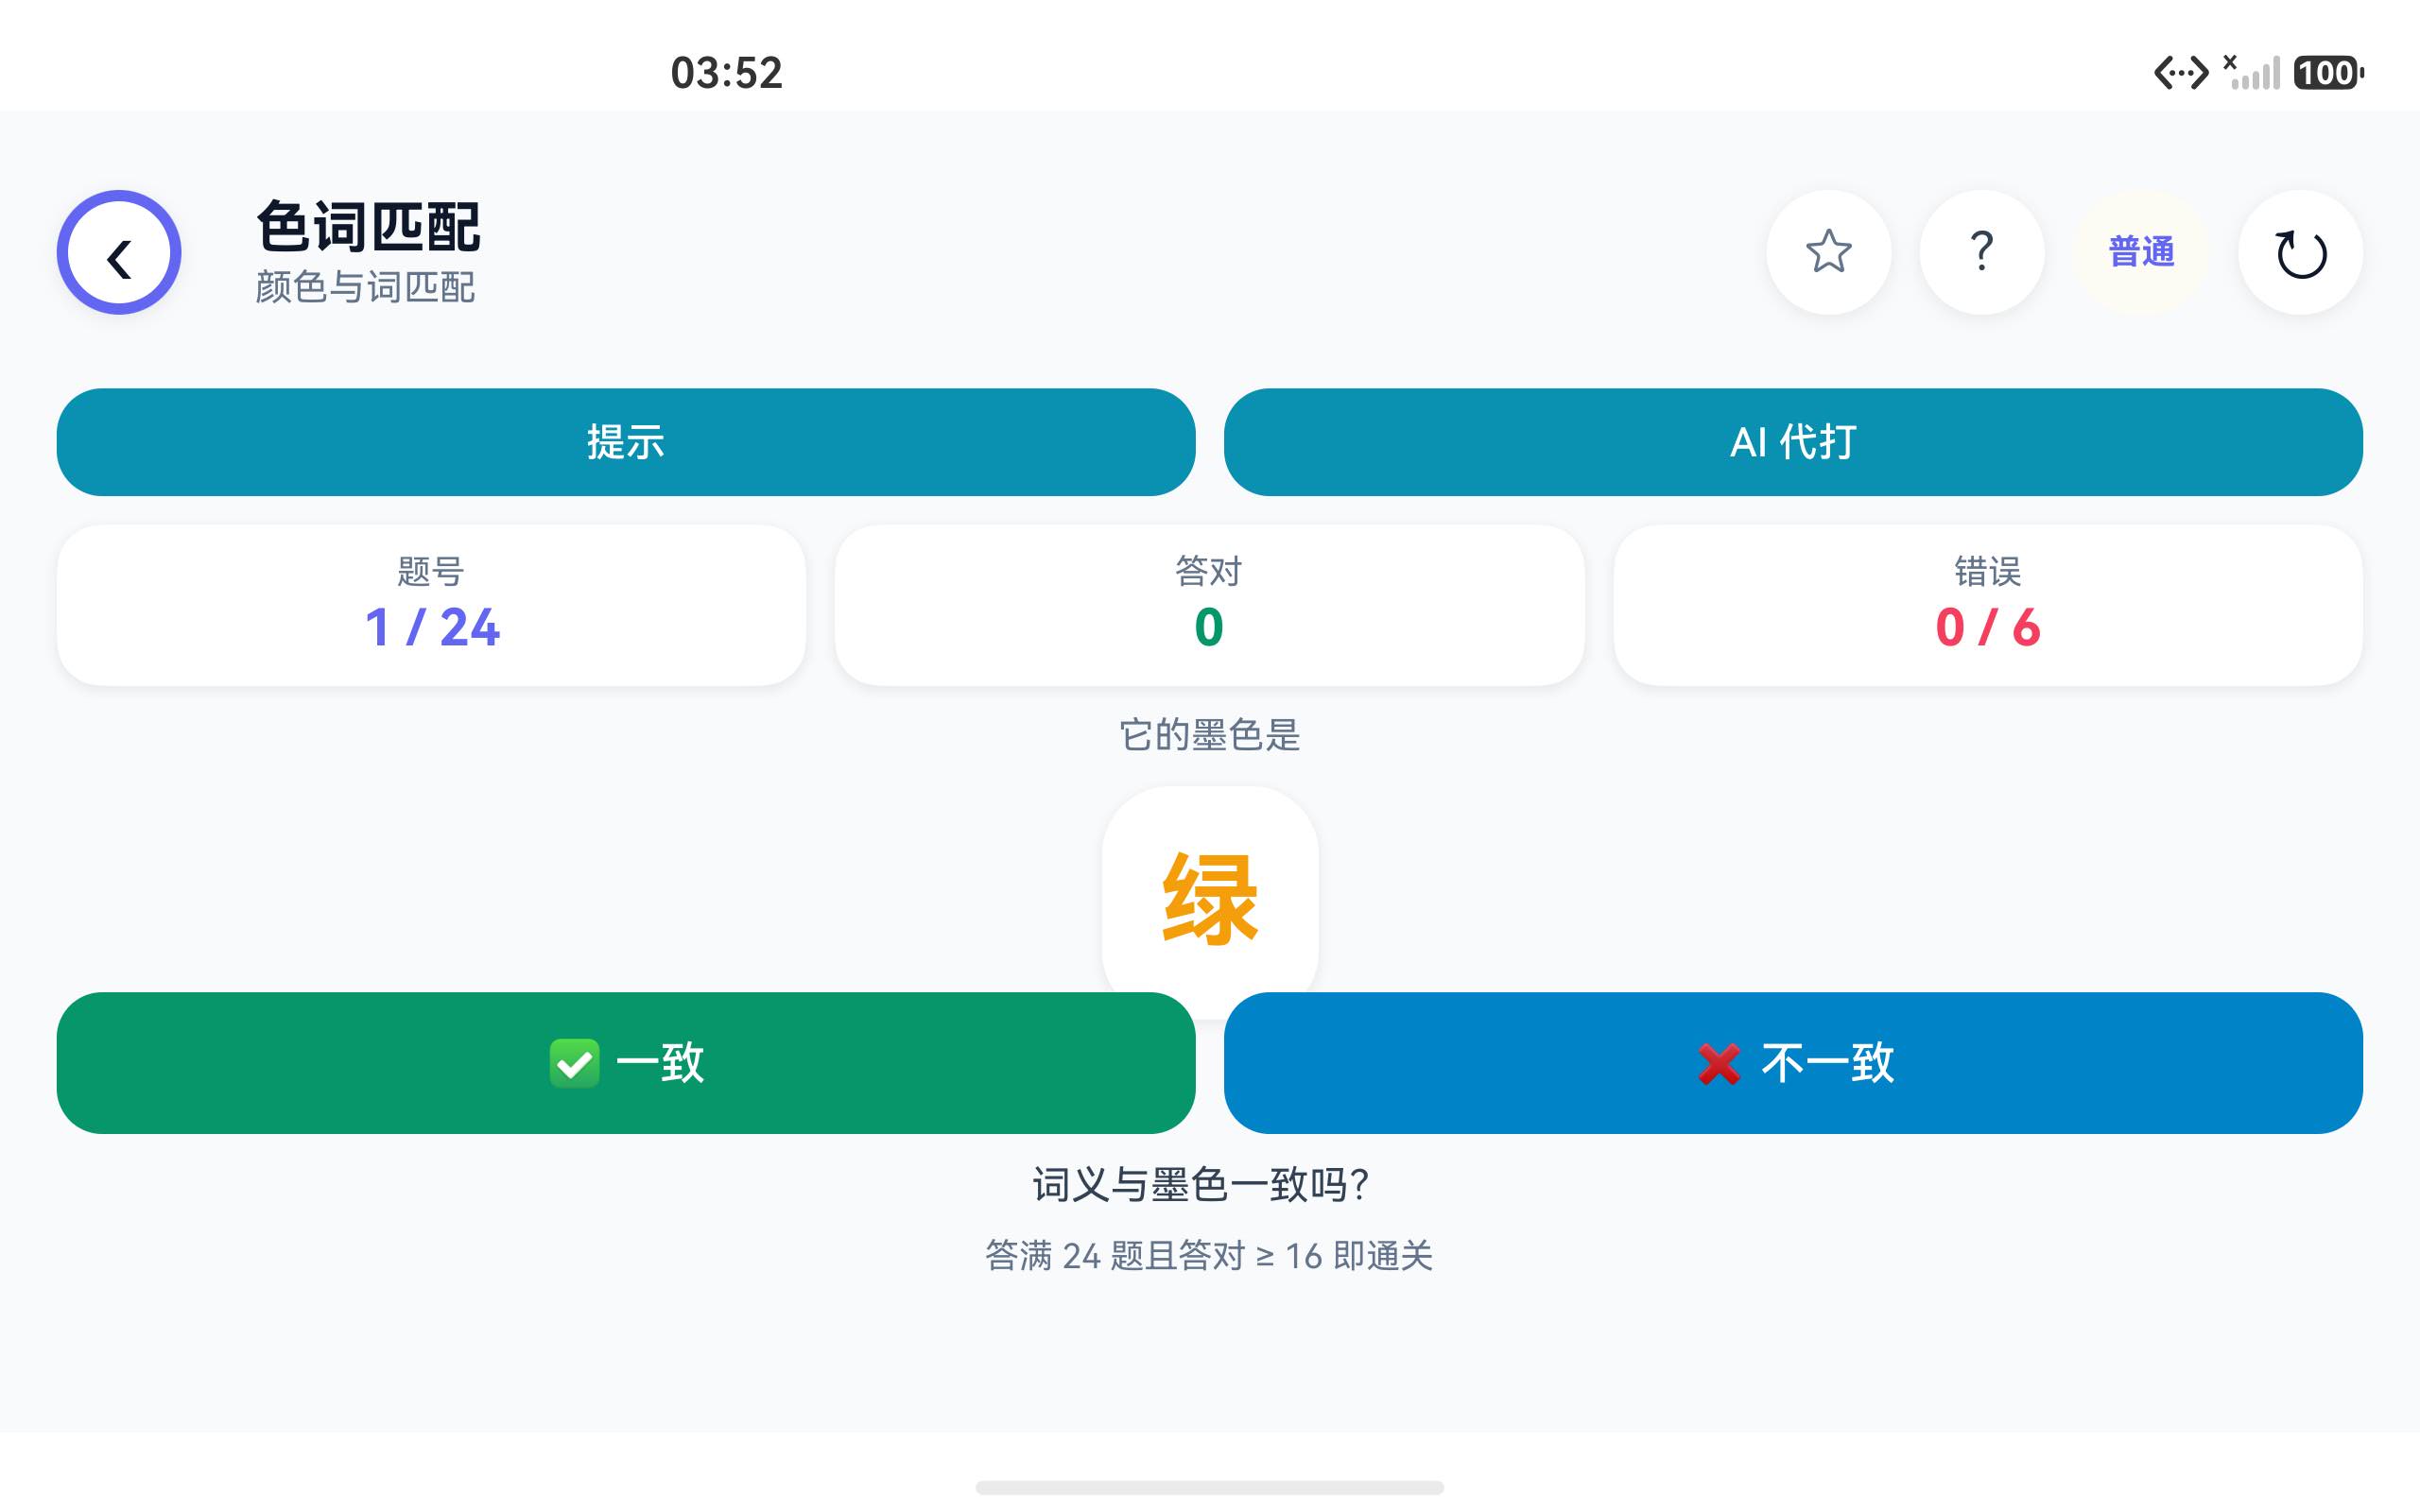 03:52
100
色词匹配
颜色与词匹配
?
普通
提示
AI 代打
题号
1 / 24
答对
0
错误
0 / 6
它的墨色是
绿
✅ 一致
❌ 不一致
词义与墨色一致吗？
答满 24 题且答对 ≥ 16 即通关